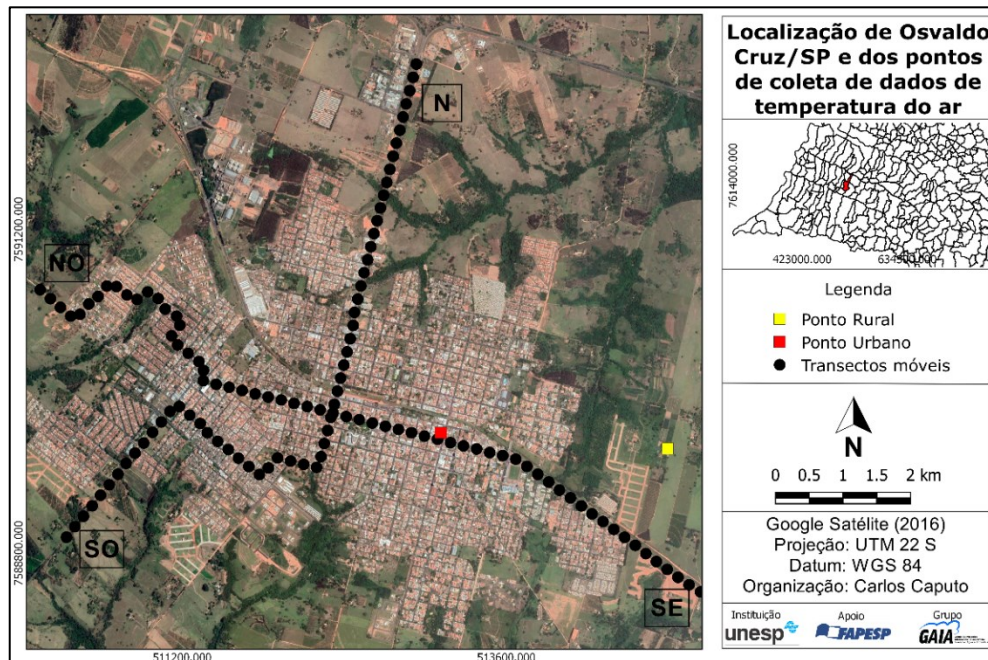 Localização de Osvaldo
Cruz/SP e dos pontos
de coleta de dados de
temperatura do ar
N
NO
SO
SE
7591200.000
7588800.000
511200.000
513600.000
7614000.000
423000.000
Legenda
Ponto Rural
Ponto Urbano
Transectos móveis
N
0 0.5 1 1.5 2 km
Google Satélite (2016)
Projeção: UTM 22 S
Datum: WGS 84
Organização: Carlos Caputo
Instituição Apoio Grupo
unesp FAPESP GAIA